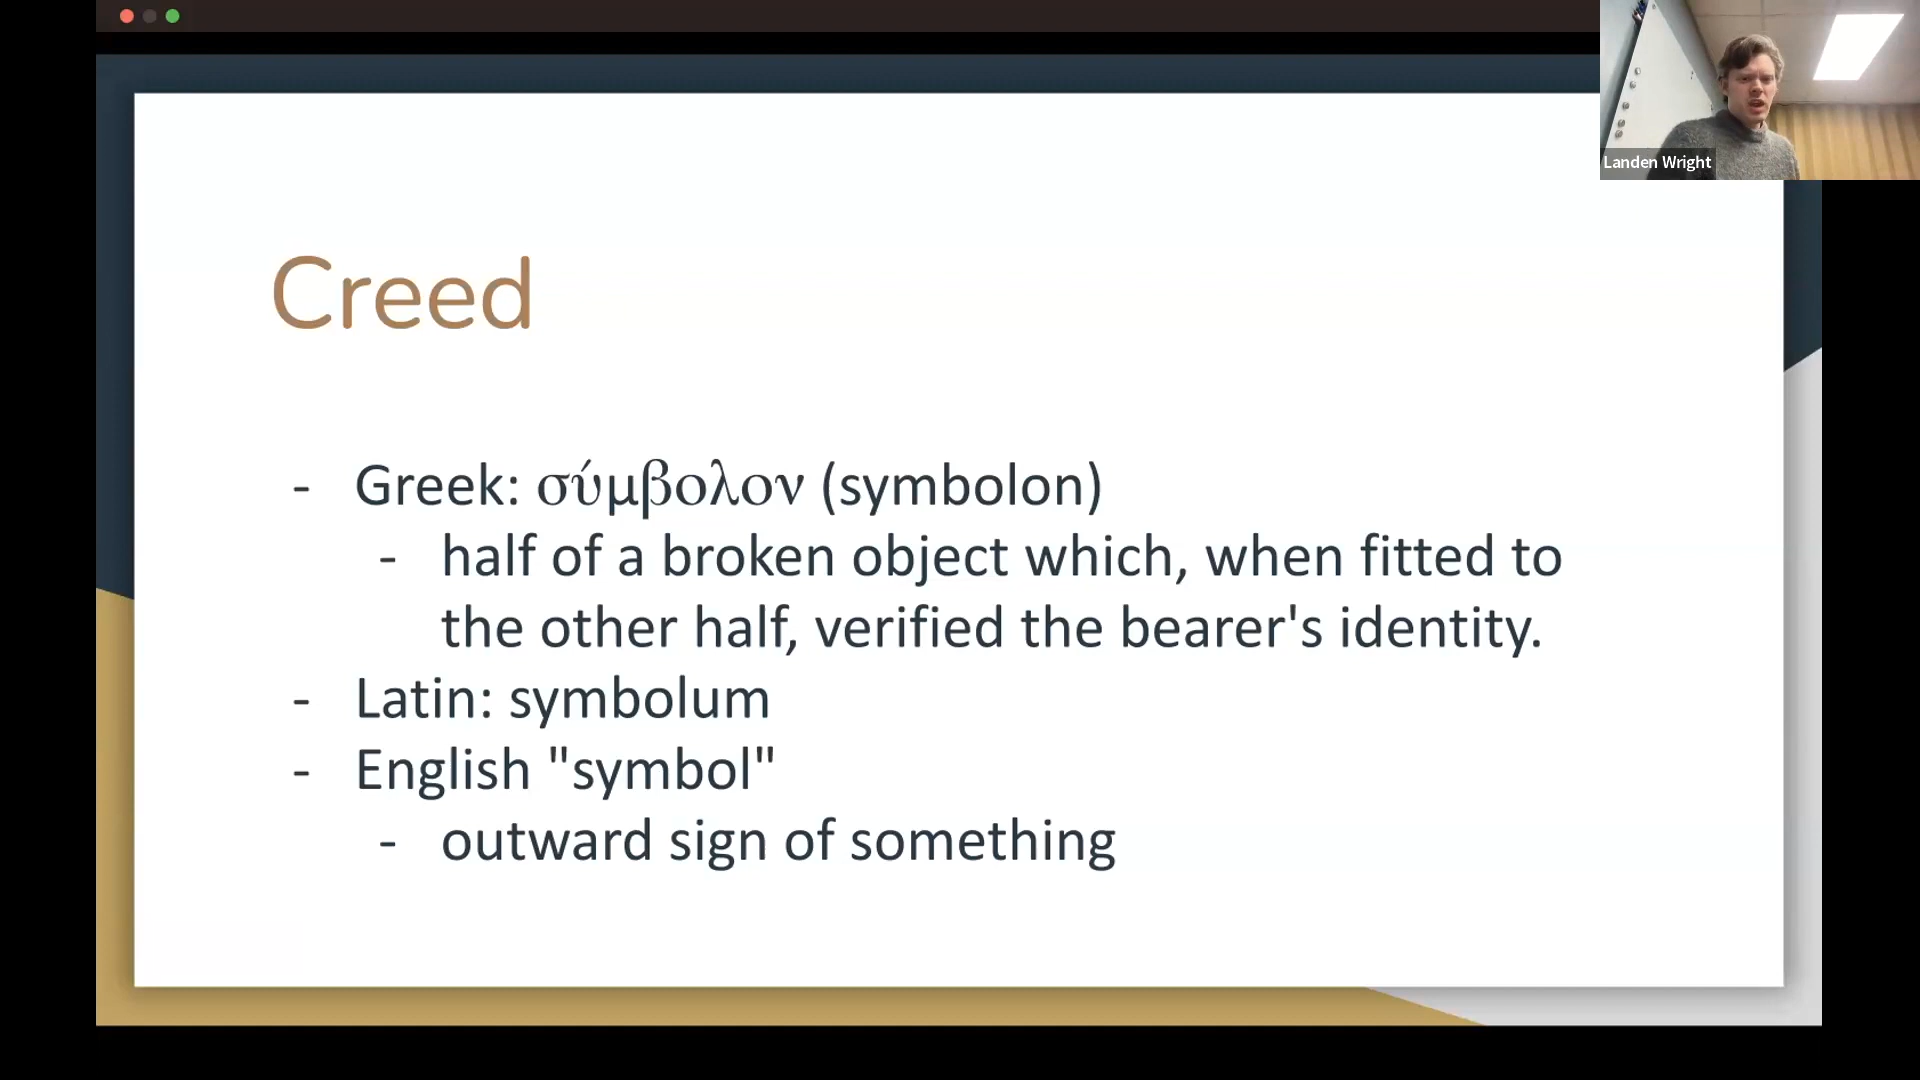 Landen Wright
Creed
- Greek: σύμβολον (symbolon)
- half of a broken object which, when fitted to
the other half, verified the bearer's identity.
- Latin: symbolum
- English "symbol"
- outward sign of something